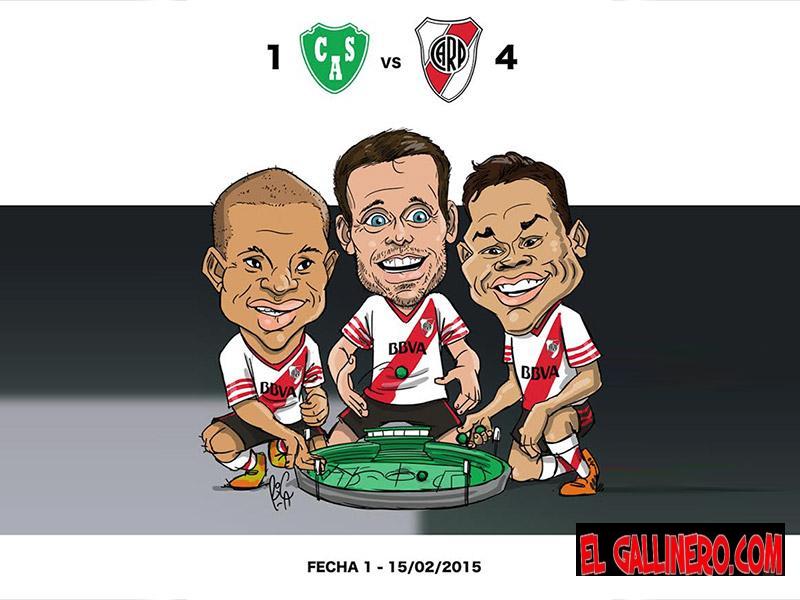 1 CAS vs CARP 4
BBVA
BBVA
BBVA
FECHA 1 - 15/02/2015
EL GALLINERO.COM